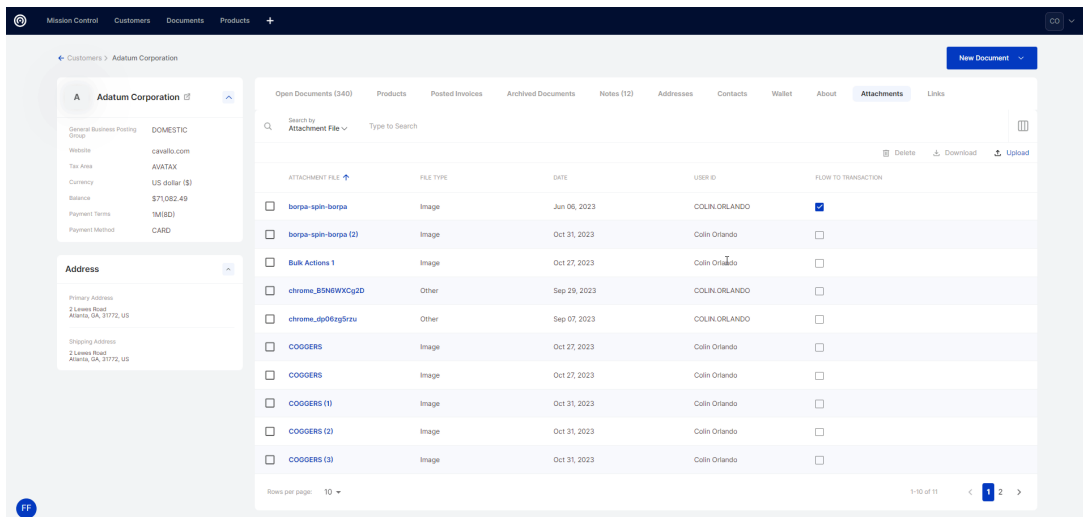 Mission Control Customers Documents Products + CO
← Customers > Adatum Corporation
New Document
A Adatum Corporation
General Business Posting Group DOMESTIC
Website cavallo.com
Tax Area AVATAX
Currency US dollar ($)
Balance $71,082.49
Payment Terms 1M(8D)
Payment Method CARD
Address
Primary Address
2 Lewes Road
Atlanta, GA, 31772, US
Shipping Address
2 Lewes Road
Atlanta, GA, 31772, US
Open Documents (340) Products Posted Invoices Archived Documents Notes (12) Addresses Contacts Wallet About Attachments Links
Search by
Attachment File Type to Search
Delete Download Upload
ATTACHMENT FILE ↑ FILE TYPE DATE USER ID FLOW TO TRANSACTION
borpa-spin-borpa Image Jun 06, 2023 COLIN.ORLANDO
borpa-spin-borpa (2) Image Oct 31, 2023 Colin Orlando
Bulk Actions 1 Image Oct 27, 2023 Colin Orlando
chrome_B5N6WXCg2D Other Sep 29, 2023 COLIN.ORLANDO
chrome_dp06zg5rzu Other Sep 07, 2023 COLIN.ORLANDO
COGGERS Image Oct 27, 2023 Colin Orlando
COGGERS Image Oct 27, 2023 Colin Orlando
COGGERS (1) Image Oct 31, 2023 Colin Orlando
COGGERS (2) Image Oct 31, 2023 Colin Orlando
COGGERS (3) Image Oct 31, 2023 Colin Orlando
Rows per page: 10 1-10 of 11 < 1 2 >
FF